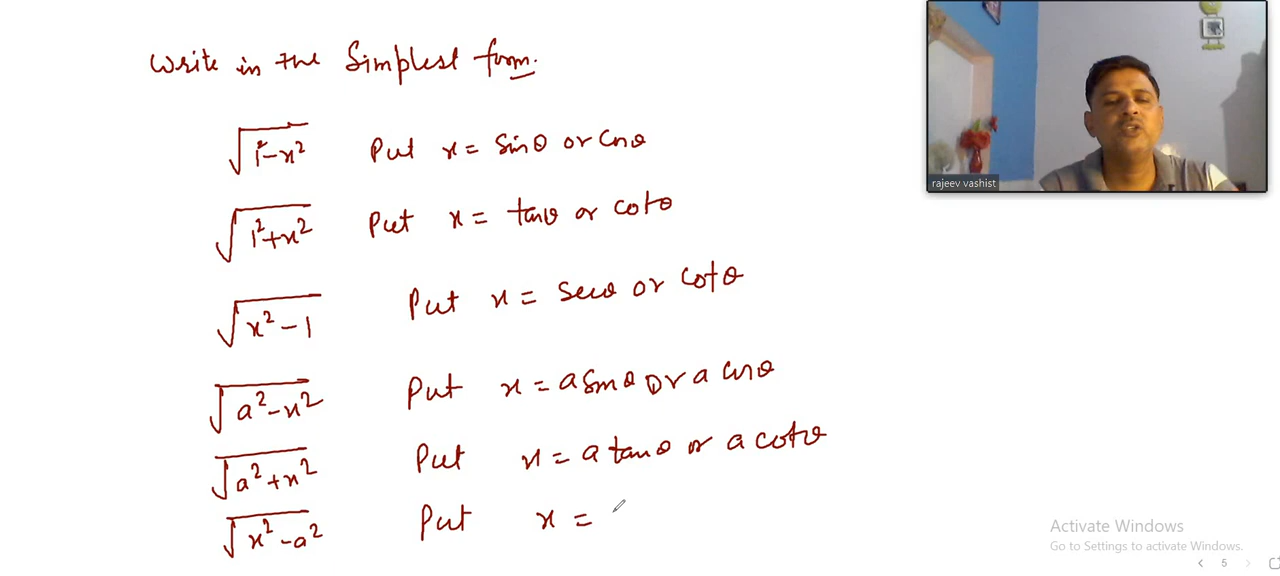 Write in the Simplest form.
√1²-x² Put x = sinθ or cosθ
√1²+x² Put x = tanθ or cotθ
√x²-1 Put x = secθ or cotθ
√a²-x² Put x = a sinθ or a cosθ
√a²+x² Put x = a tanθ or a cotθ
√x²-a² Put x =
rajeev vashist
Activate Windows
Go to Settings to activate Windows.
< 5 >